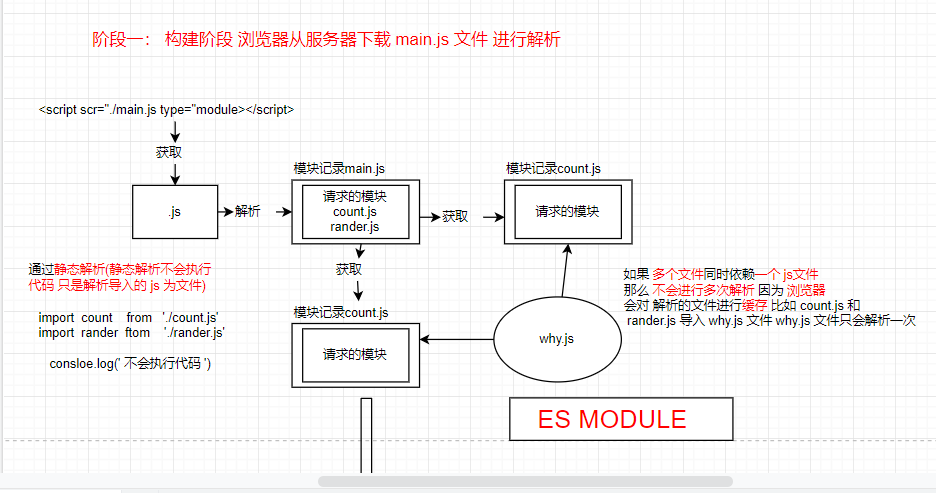 阶段一： 构建阶段 浏览器从服务器下载 main.js 文件 进行解析
<script scr="./main.js type="module></script>
获取
.js
解析
模块记录main.js
请求的模块
count.js
rander.js
获取
模块记录count.js
请求的模块
获取
模块记录count.js
请求的模块
why.js
通过静态解析(静态解析不会执行
代码 只是解析导入的 js 为文件)
import count from './count.js'
import rander ftom './rander.js'
consloe.log(' 不会执行代码 ')
如果 多个文件同时依赖一个 js文件
那么 不会进行多次解析 因为 浏览器
会对 解析的文件进行缓存 比如 count.js 和
rander.js 导入 why.js 文件 why.js 文件只会解析一次
ES MODULE